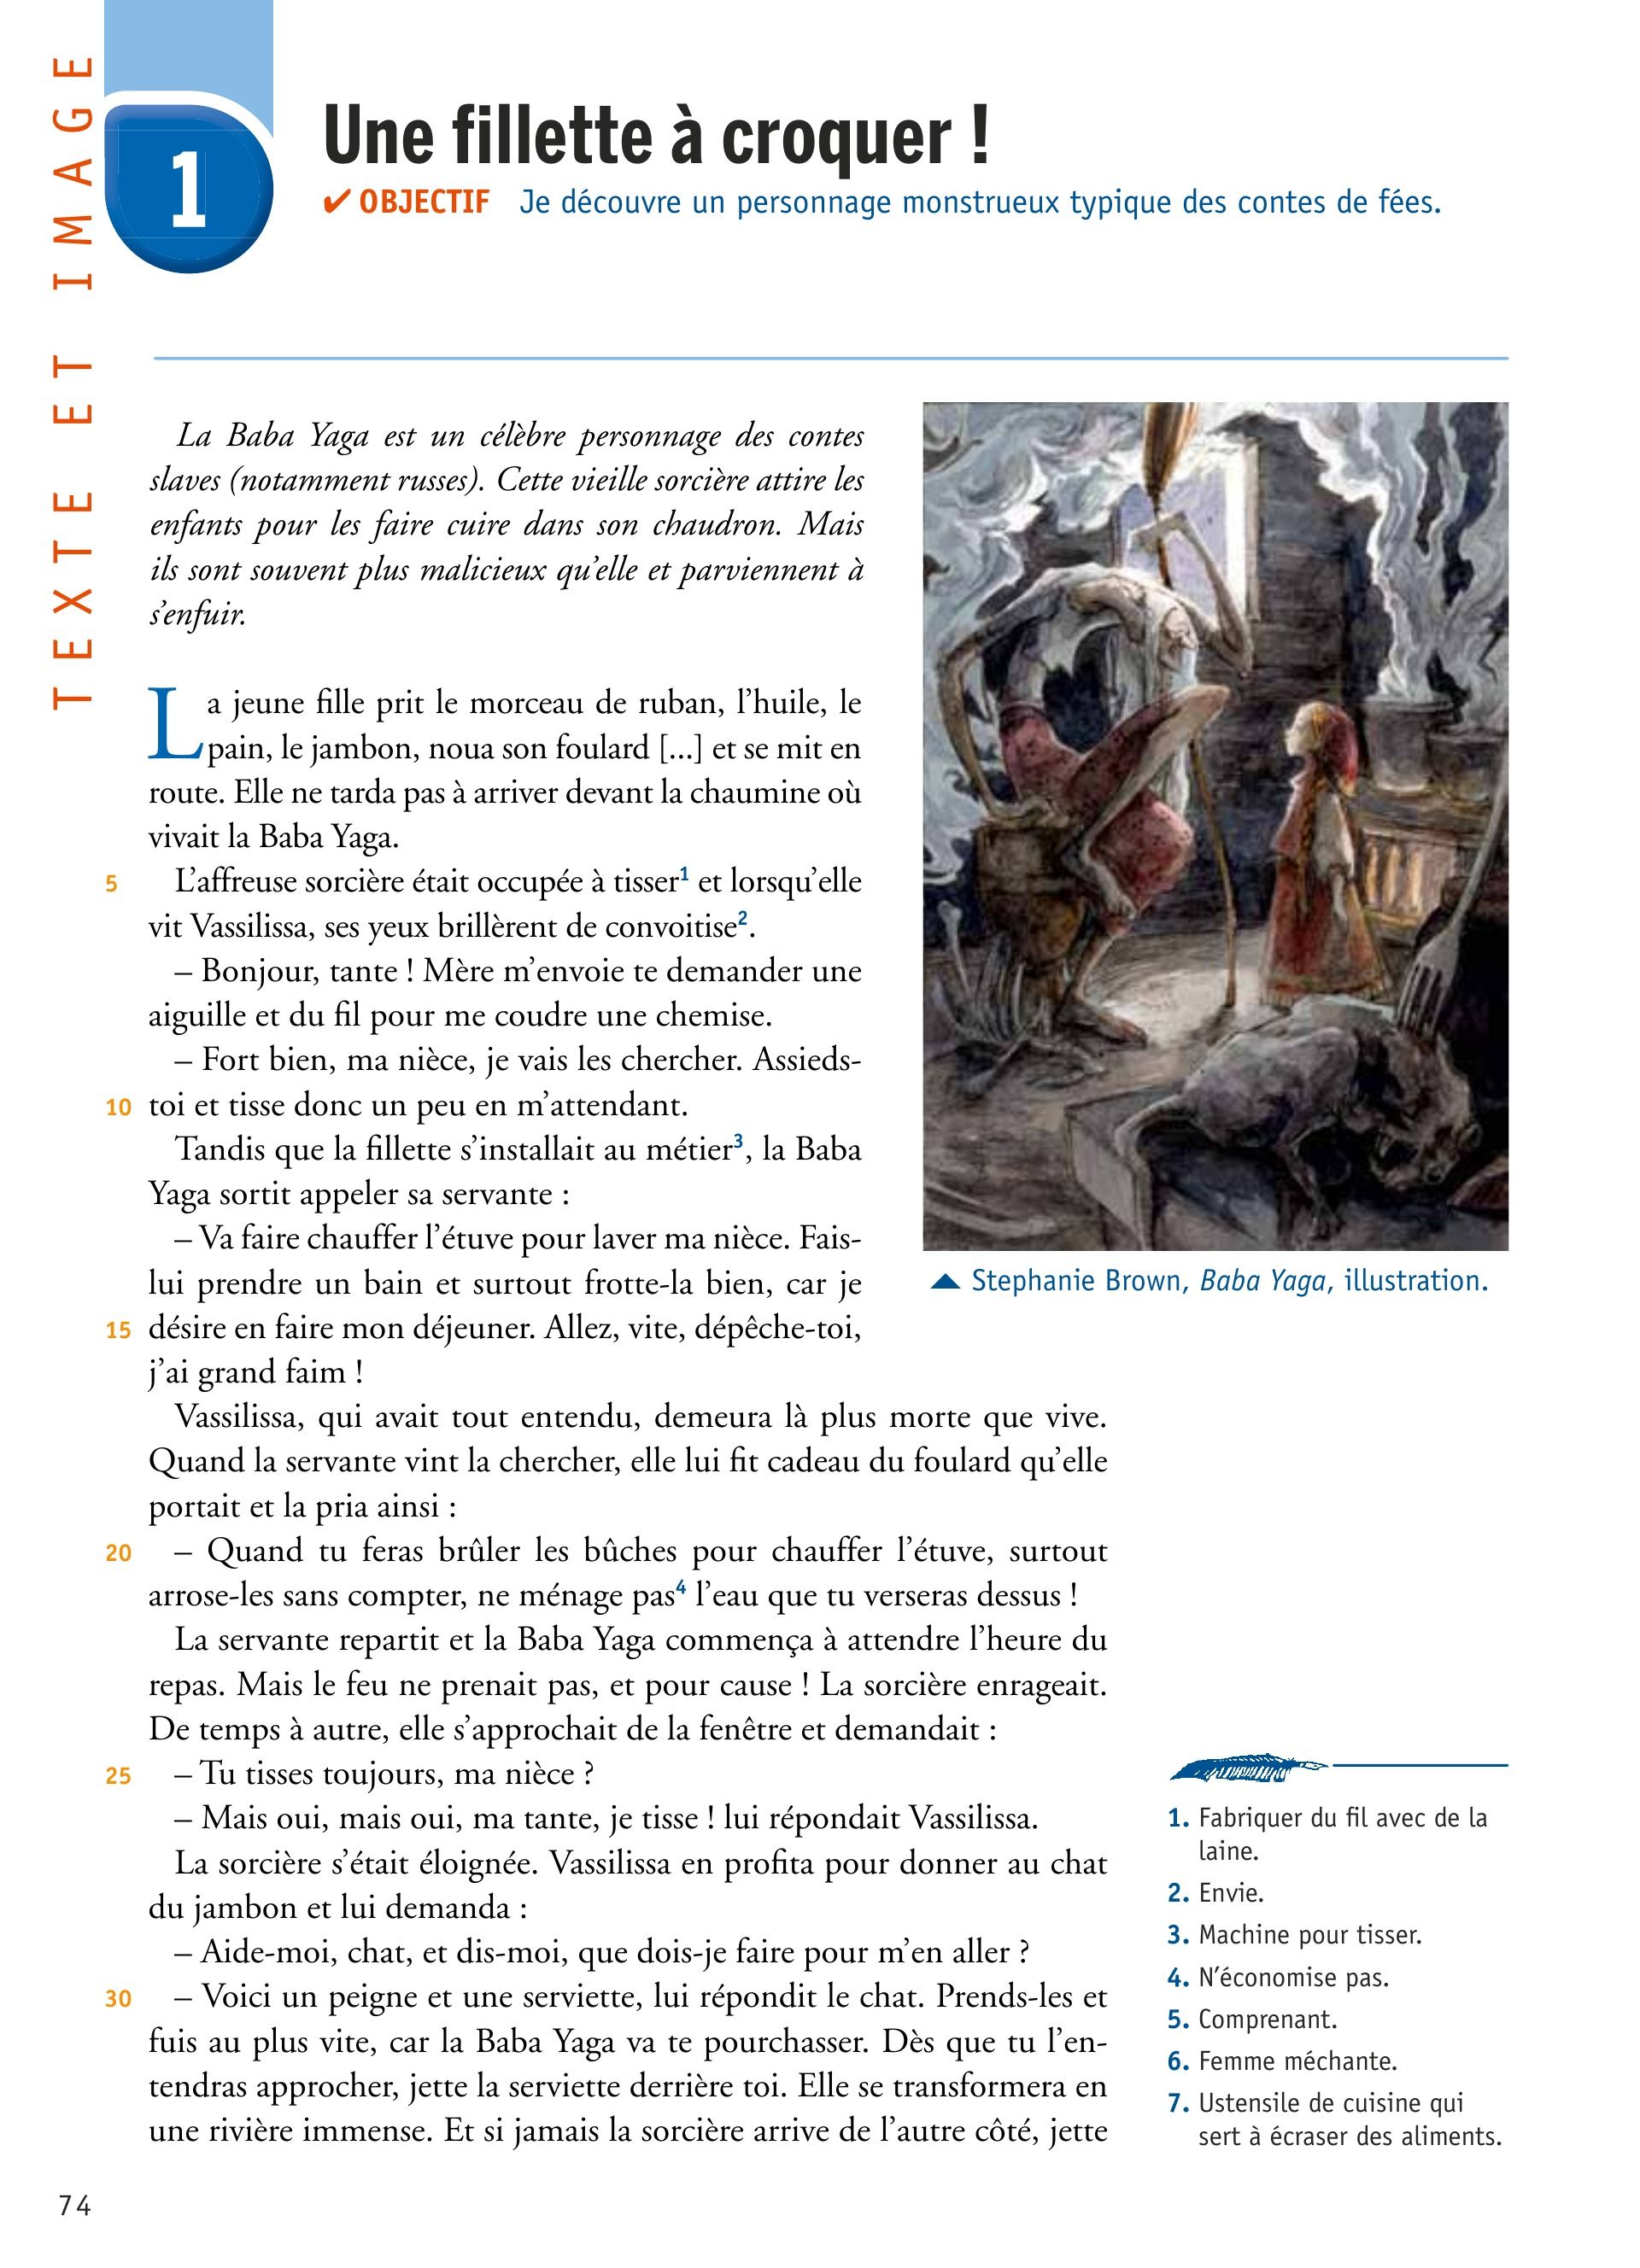 TEXTE ET IMAGE
1
Une fillette à croquer !
✔ OBJECTIF Je découvre un personnage monstrueux typique des contes de fées.
La Baba Yaga est un célèbre personnage des contes
slaves (notamment russes). Cette vieille sorcière attire les
enfants pour les faire cuire dans son chaudron. Mais
ils sont souvent plus malicieux qu’elle et parviennent à
s’enfuir.
La jeune fille prit le morceau de ruban, l’huile, le
pain, le jambon, noua son foulard [...] et se mit en
route. Elle ne tarda pas à arriver devant la chaumine où
vivait la Baba Yaga.
5 L’affreuse sorcière était occupée à tisser1 et lorsqu’elle
vit Vassilissa, ses yeux brillèrent de convoitise2.
– Bonjour, tante ! Mère m’envoie te demander une
aiguille et du fil pour me coudre une chemise.
– Fort bien, ma nièce, je vais les chercher. Assieds-
10 toi et tisse donc un peu en m’attendant.
Tandis que la fillette s’installait au métier3, la Baba
Yaga sortit appeler sa servante :
– Va faire chauffer l’étuve pour laver ma nièce. Fais-
lui prendre un bain et surtout frotte-la bien, car je
15 désire en faire mon déjeuner. Allez, vite, dépêche-toi,
j’ai grand faim !
▲ Stephanie Brown, Baba Yaga, illustration.
Vassilissa, qui avait tout entendu, demeura là plus morte que vive.
Quand la servante vint la chercher, elle lui fit cadeau du foulard qu’elle
portait et la pria ainsi :
20 – Quand tu feras brûler les bûches pour chauffer l’étuve, surtout
arrose-les sans compter, ne ménage pas4 l’eau que tu verseras dessus !
La servante repartit et la Baba Yaga commença à attendre l’heure du
repas. Mais le feu ne prenait pas, et pour cause ! La sorcière enrageait.
De temps à autre, elle s’approchait de la fenêtre et demandait :
25 – Tu tisses toujours, ma nièce ?
– Mais oui, mais oui, ma tante, je tisse ! lui répondait Vassilissa.
La sorcière s’était éloignée. Vassilissa en profita pour donner au chat
du jambon et lui demanda :
– Aide-moi, chat, et dis-moi, que dois-je faire pour m’en aller ?
30 – Voici un peigne et une serviette, lui répondit le chat. Prends-les et
fuis au plus vite, car la Baba Yaga va te pourchasser. Dès que tu l’en-
tendras approcher, jette la serviette derrière toi. Elle se transformera en
une rivière immense. Et si jamais la sorcière arrive de l’autre côté, jette
1. Fabriquer du fil avec de la
laine.
2. Envie.
3. Machine pour tisser.
4. N’économise pas.
5. Comprenant.
6. Femme méchante.
7. Ustensile de cuisine qui
sert à écraser des aliments.
74